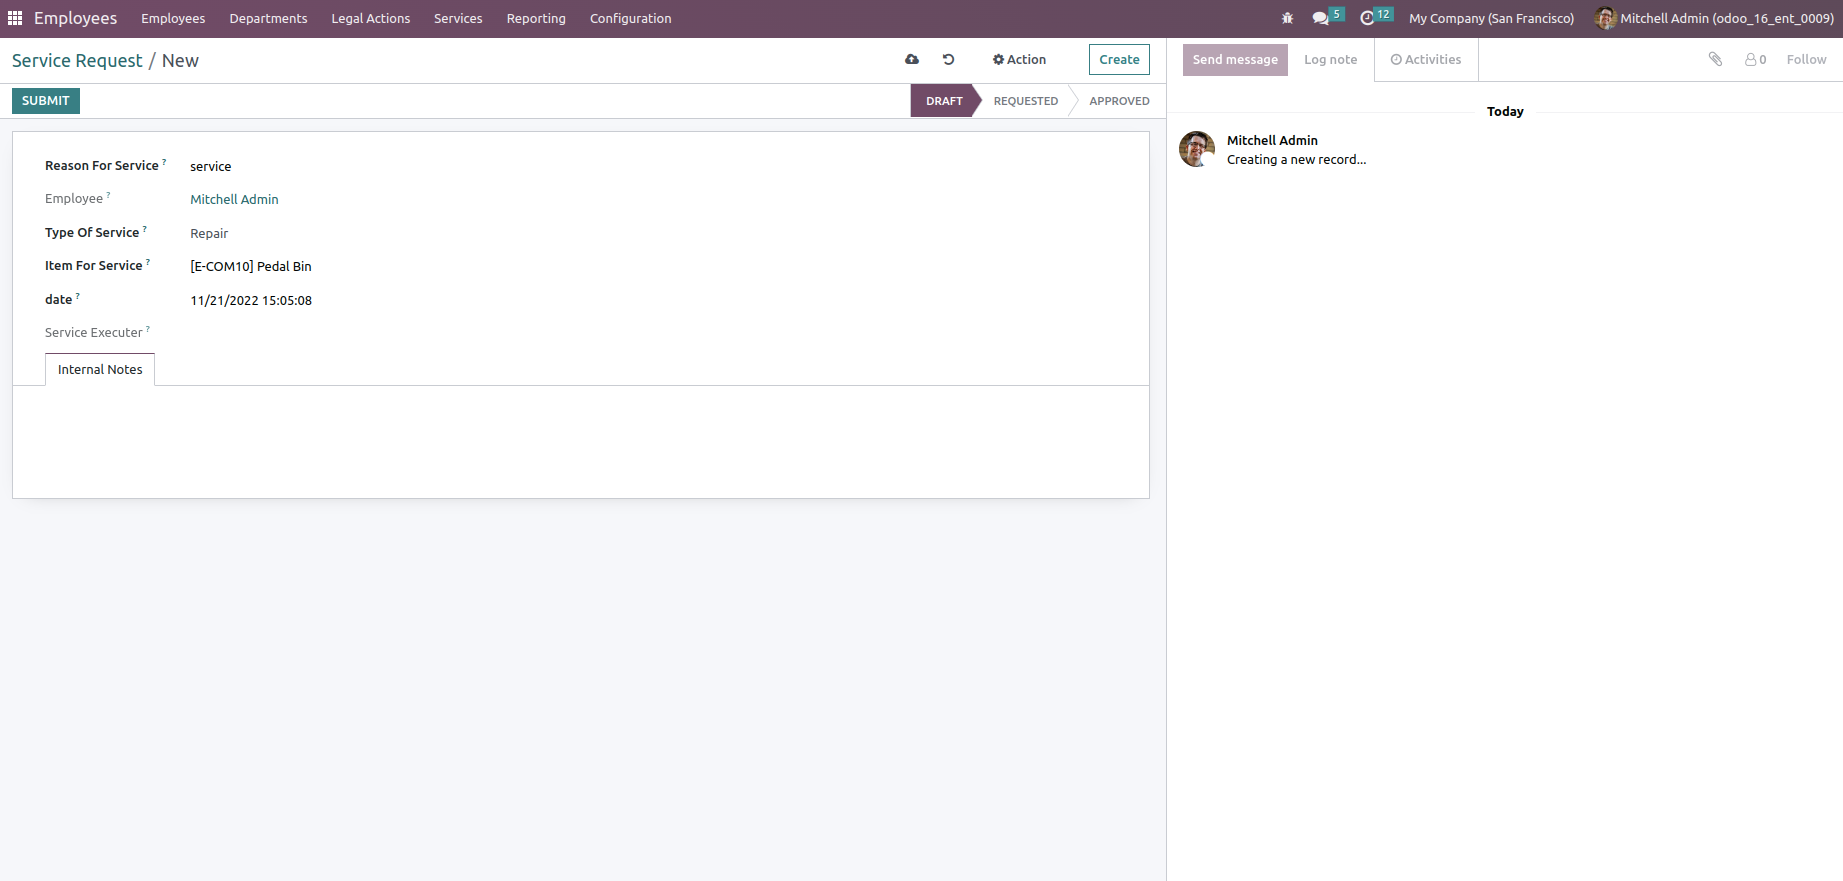 Employees Employees Departments Legal Actions Services Reporting Configuration 5 12 My Company (San Francisco) Mitchell Admin (odoo_16_ent_0009)
Service Request / New Action Create Send message Log note Activities 0 Follow
SUBMIT DRAFT REQUESTED APPROVED
Today
Mitchell Admin
Creating a new record...
Reason For Service ? service
Employee ? Mitchell Admin
Type Of Service ? Repair
Item For Service ? [E-COM10] Pedal Bin
date ? 11/21/2022 15:05:08
Service Executer ?
Internal Notes